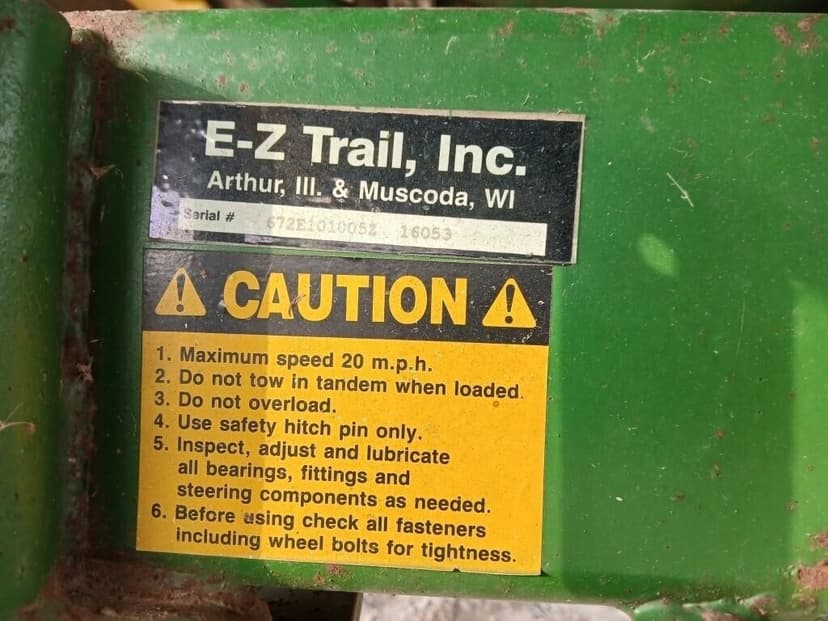 E-Z Trail, Inc.
Arthur, Ill. & Muscoda, WI
Serial # 672E101005Z 16053
CAUTION
1. Maximum speed 20 m.p.h.
2. Do not tow in tandem when loaded.
3. Do not overload.
4. Use safety hitch pin only.
5. Inspect, adjust and lubricate
all bearings, fittings and
steering components as needed.
6. Before using check all fasteners
including wheel bolts for tightness.